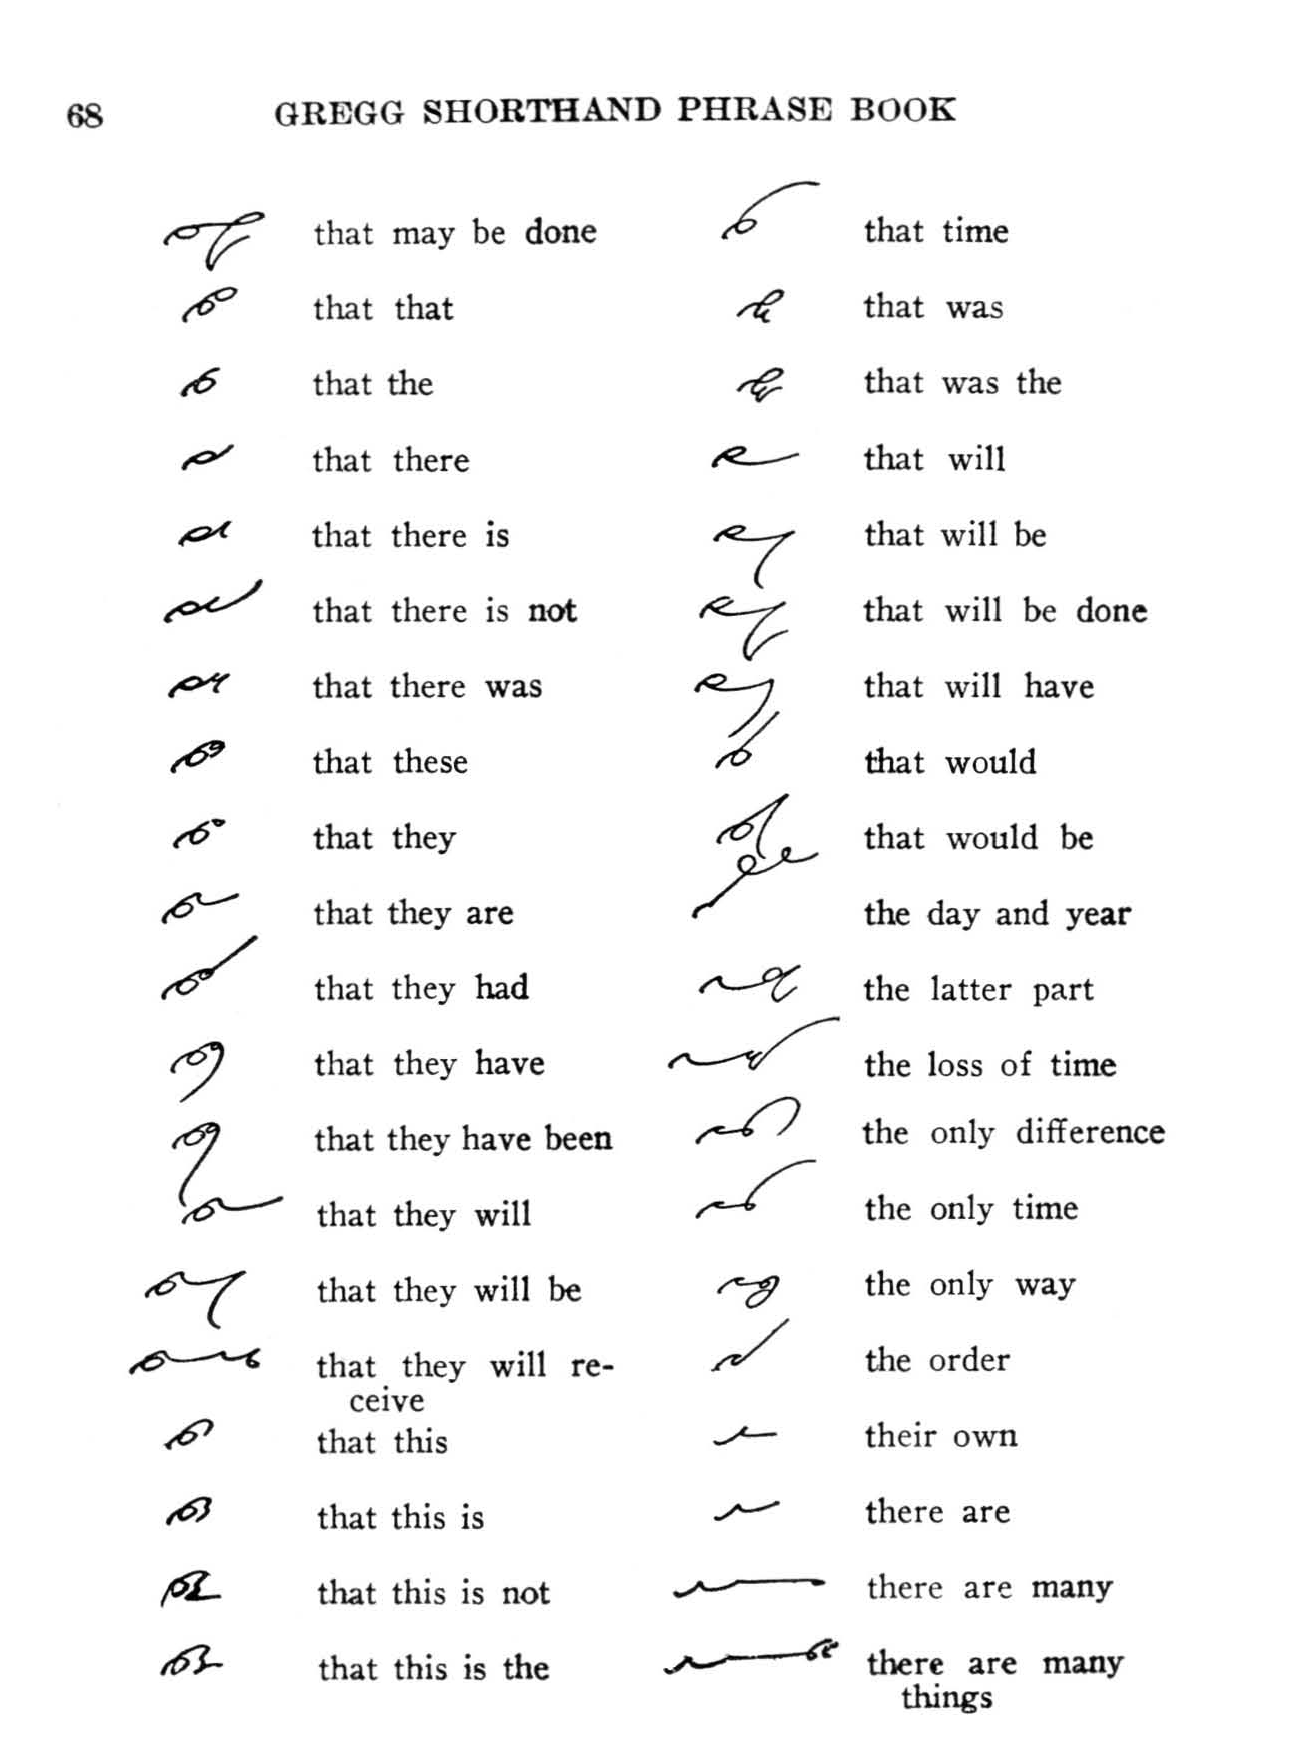 68 GREGG SHORTHAND PHRASE BOOK
that may be done
that that
that the
that there
that there is
that there is not
that there was
that these
that they
that they are
that they had
that they have
that they have been
that they will
that they will be
that they will re-
ceive
that this
that this is
that this is not
that this is the
that time
that was
that was the
that will
that will be
that will be done
that will have
that would
that would be
the day and year
the latter part
the loss of time
the only difference
the only time
the only way
the order
their own
there are
there are many
there are many
things